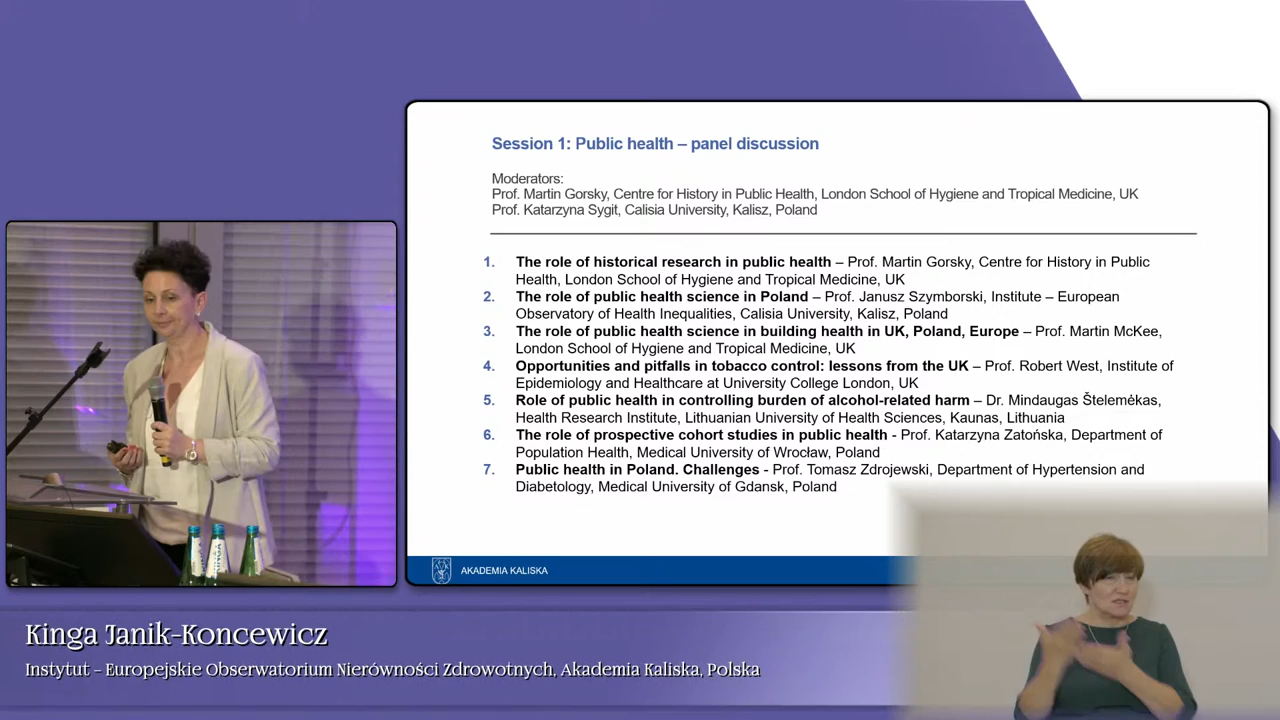 Session 1: Public health – panel discussion
Moderators:
Prof. Martin Gorsky, Centre for History in Public Health, London School of Hygiene and Tropical Medicine, UK
Prof. Katarzyna Sygit, Calisia University, Kalisz, Poland
1. The role of historical research in public health – Prof. Martin Gorsky, Centre for History in Public
Health, London School of Hygiene and Tropical Medicine, UK
2. The role of public health science in Poland – Prof. Janusz Szymborski, Institute – European
Observatory of Health Inequalities, Calisia University, Kalisz, Poland
3. The role of public health science in building health in UK, Poland, Europe – Prof. Martin McKee,
London School of Hygiene and Tropical Medicine, UK
4. Opportunities and pitfalls in tobacco control: lessons from the UK – Prof. Robert West, Institute of
Epidemiology and Healthcare at University College London, UK
5. Role of public health in controlling burden of alcohol-related harm – Dr. Mindaugas Štelemėkas,
Health Research Institute, Lithuanian University of Health Sciences, Kaunas, Lithuania
6. The role of prospective cohort studies in public health - Prof. Katarzyna Zatońska, Department of
Population Health, Medical University of Wrocław, Poland
7. Public health in Poland. Challenges - Prof. Tomasz Zdrojewski, Department of Hypertension and
Diabetology, Medical University of Gdansk, Poland
AKADEMIA KALISKA
Kinga Janik-Koncewicz
Instytut – Europejskie Obserwatorium Nierówności Zdrowotnych, Akademia Kaliska, Polska